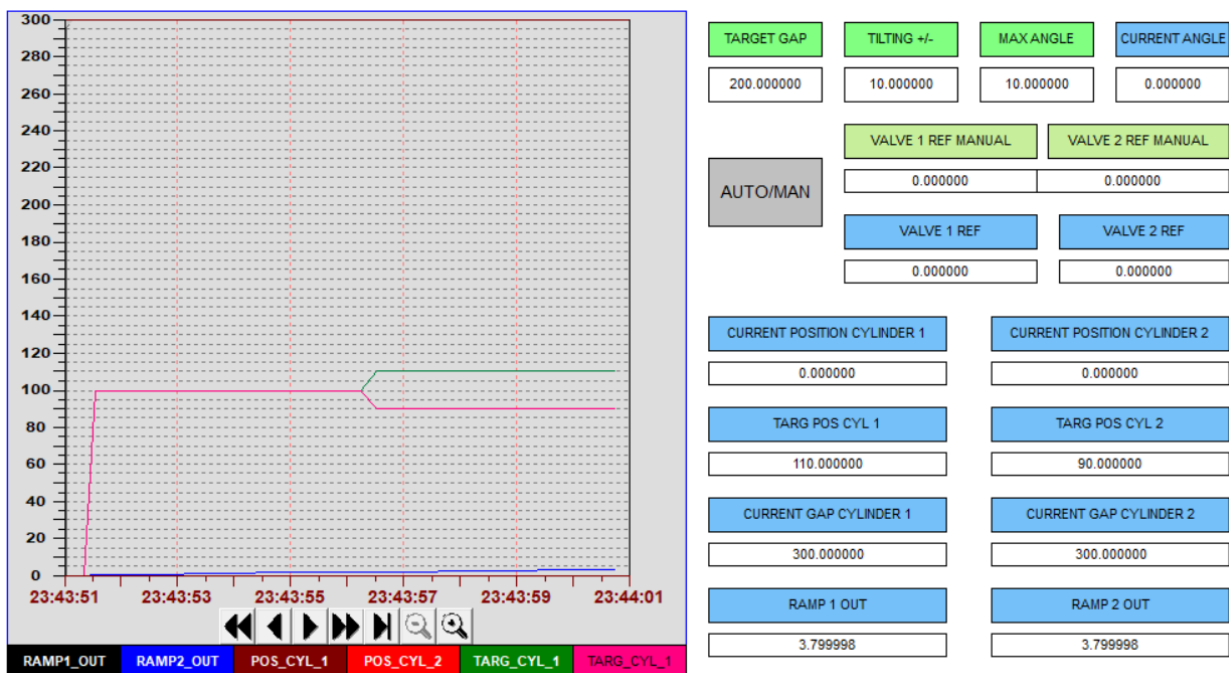 300
280
260
240
220
200
180
160
140
120
100
80
60
40
20
0
23:43:51 23:43:53 23:43:55 23:43:57 23:43:59 23:44:01
RAMP1_OUT RAMP2_OUT POS_CYL_1 POS_CYL_2 TARG_CYL_1 TARG_CYL_1
TARGET GAP TILTING +/- MAX ANGLE CURRENT ANGLE
200.000000 10.000000 10.000000 0.000000
VALVE 1 REF MANUAL VALVE 2 REF MANUAL
AUTO/MAN
0.000000 0.000000
VALVE 1 REF VALVE 2 REF
0.000000 0.000000
CURRENT POSITION CYLINDER 1 CURRENT POSITION CYLINDER 2
0.000000 0.000000
TARG POS CYL 1 TARG POS CYL 2
110.000000 90.000000
CURRENT GAP CYLINDER 1 CURRENT GAP CYLINDER 2
300.000000 300.000000
RAMP 1 OUT RAMP 2 OUT
3.799998 3.799998